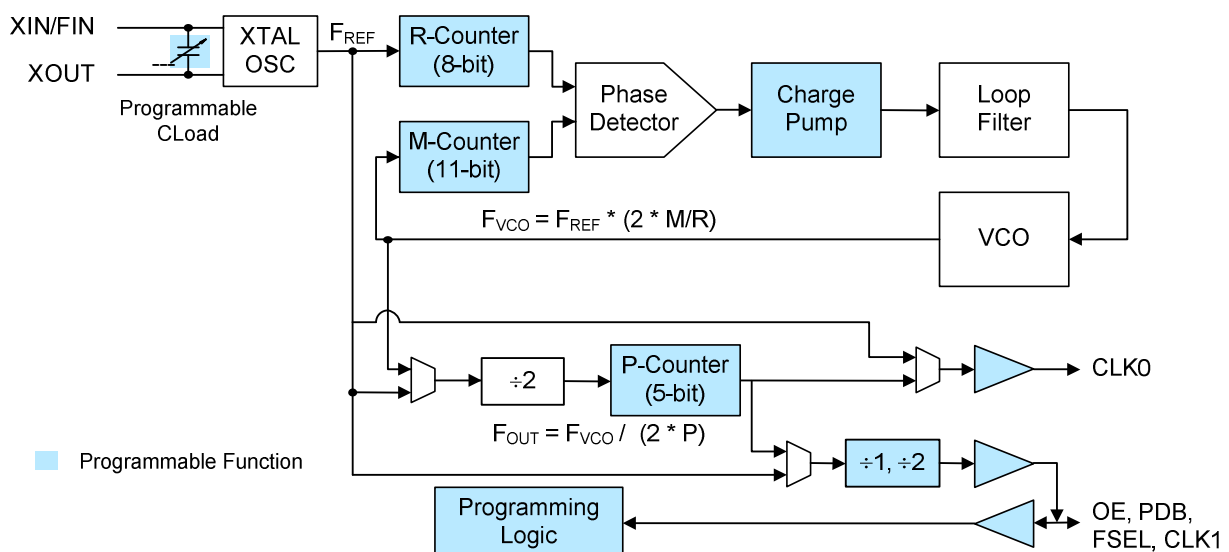 XIN/FIN
XOUT
Programmable
CLoad
XTAL
OSC
FREF
R-Counter
(8-bit)
M-Counter
(11-bit)
Phase
Detector
Charge
Pump
Loop
Filter
VCO
FVCO = FREF * (2 * M/R)
÷2
P-Counter
(5-bit)
FOUT = FVCO / (2 * P)
CLK0
÷1, ÷2
Programmable Function
Programming
Logic
OE, PDB,
FSEL, CLK1